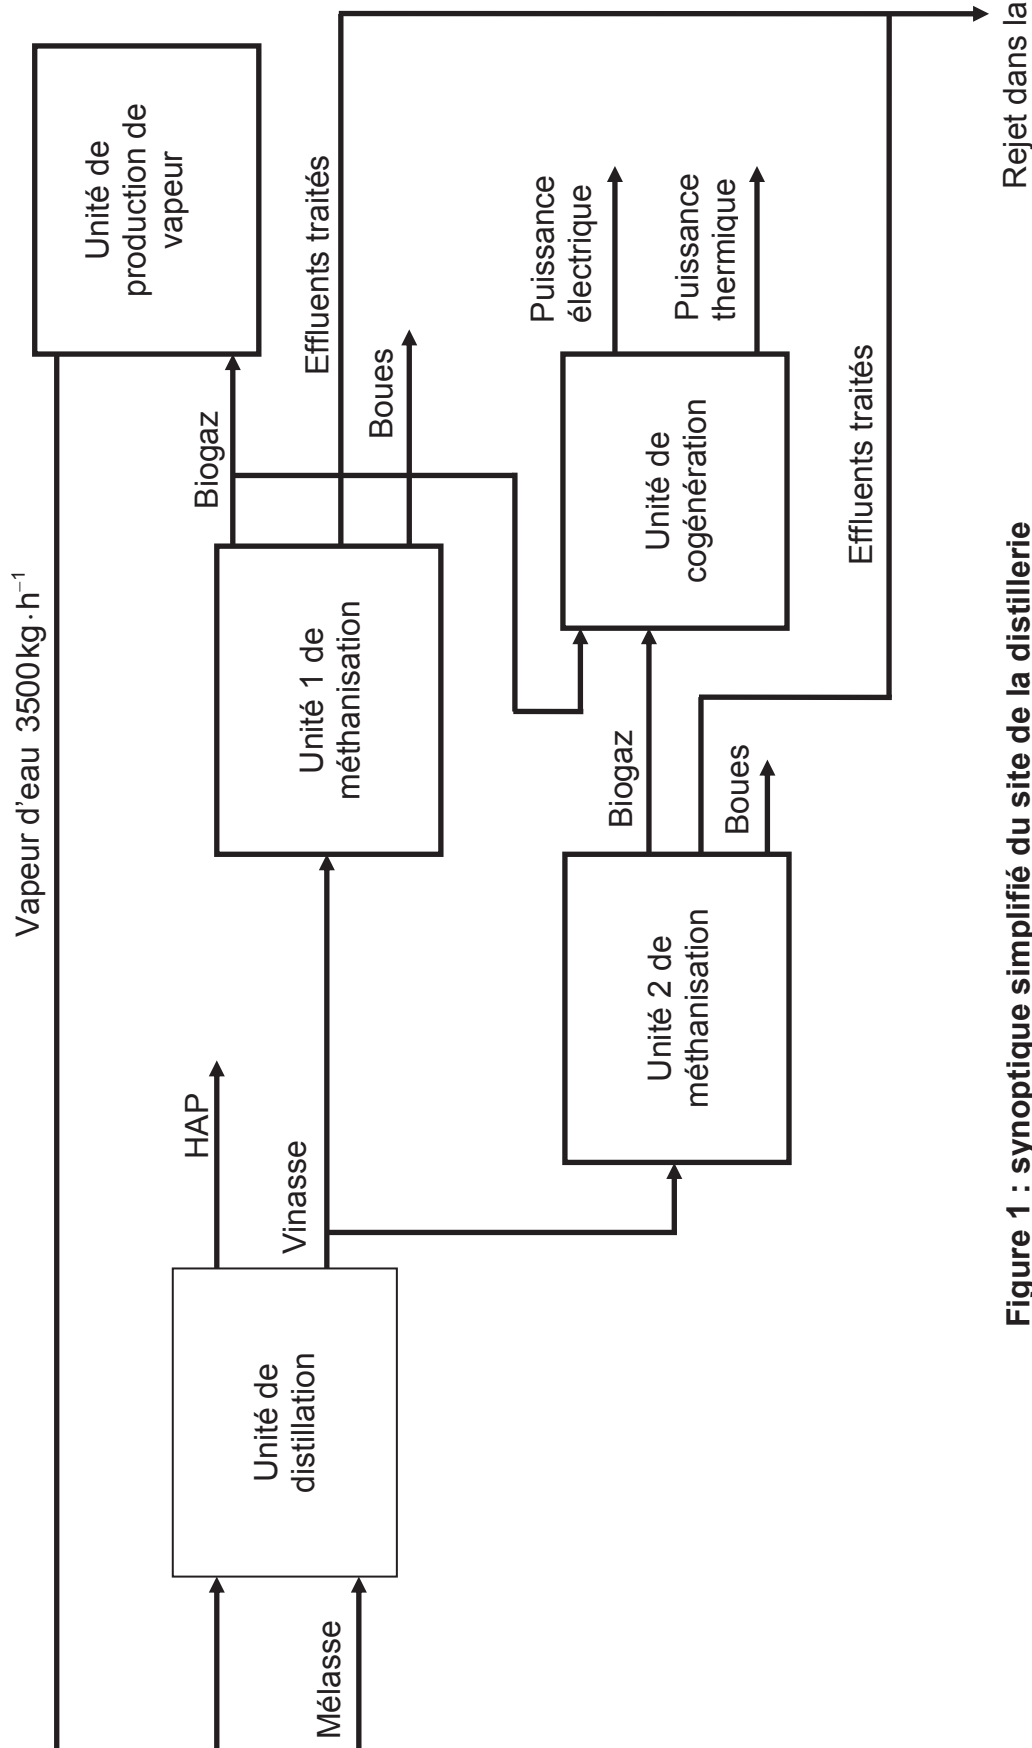 Vapeur d'eau 3500kg·h⁻¹
Unité de
production de
vapeur
Mélasse
Unité de
distillation
HAP
Vinasse
Unité 1 de
méthanisation
Biogaz
Effluents traités
Boues
Unité 2 de
méthanisation
Biogaz
Boues
Unité de
cogénération
Puissance
électrique
Puissance
thermique
Effluents traités
Rejet dans la
Figure 1 : synoptique simplifié du site de la distillerie